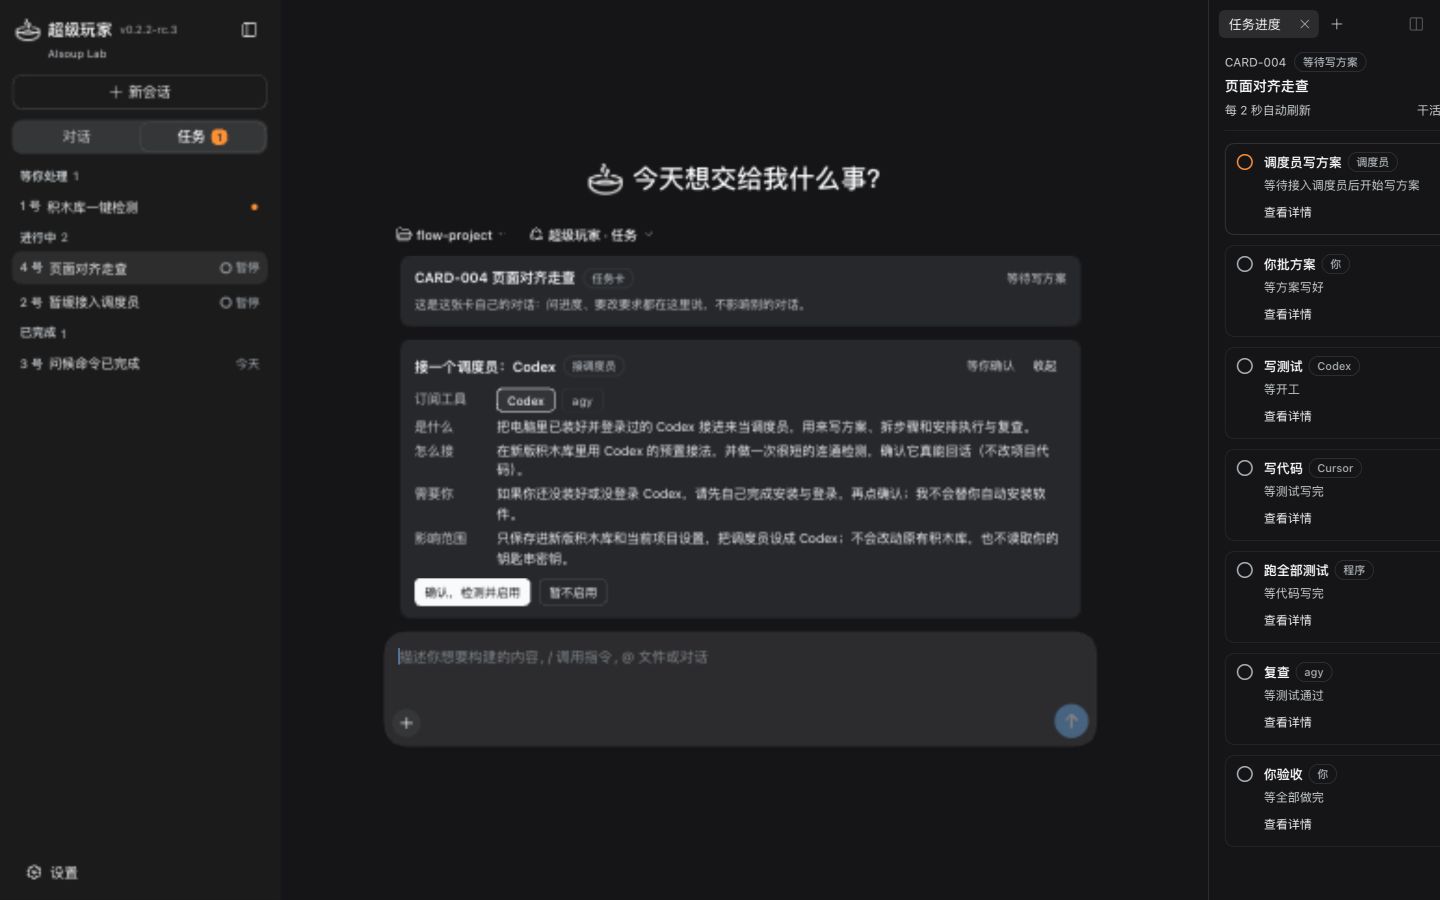 超级玩家 v0.2.2-rc.3
AIsoup Lab
+ 新会话
对话
任务 1
等你处理 1
1 号 积木库一键检测
进行中 2
4 号 页面对齐走查 暂停
2 号 暂缓接入调度员 暂停
已完成 1
3 号 问候命令已完成 今天
设置
今天想交给我什么事?
flow-project
超级玩家 · 任务
CARD-004 页面对齐走查 任务卡 等待写方案
这是这张卡自己的对话：问进度、要改要求都在这里说，不影响别的对话。
接一个调度员：Codex 接调度员 等你确认 收起
订阅工具 Codex agy
是什么 把电脑里已装好并登录过的 Codex 接进来当调度员，用来写方案、拆步骤和安排执行与复查。
怎么接 在新版积木库里用 Codex 的预置接法，并做一次很短的连通检测，确认它真能回话（不改项目代
码）。
需要你 如果你还没装好或没登录 Codex，请先自己完成安装与登录，再点确认；我不会替你自动安装软
件。
影响范围 只保存进新版积木库和当前项目设置，把调度员设成 Codex；不会改动原有积木库，也不读取你的
钥匙串密钥。
确认，检测并启用 暂不启用
描述你想要构建的内容, / 调用指令, @ 文件或对话
任务进度
CARD-004 等待写方案
页面对齐走查
每 2 秒自动刷新 干活
调度员写方案 调度员
等待接入调度员后开始写方案
查看详情
你批方案 你
等方案写好
查看详情
写测试 Codex
等开工
查看详情
写代码 Cursor
等测试写完
查看详情
跑全部测试 程序
等代码写完
查看详情
复查 agy
等测试通过
查看详情
你验收 你
等全部做完
查看详情